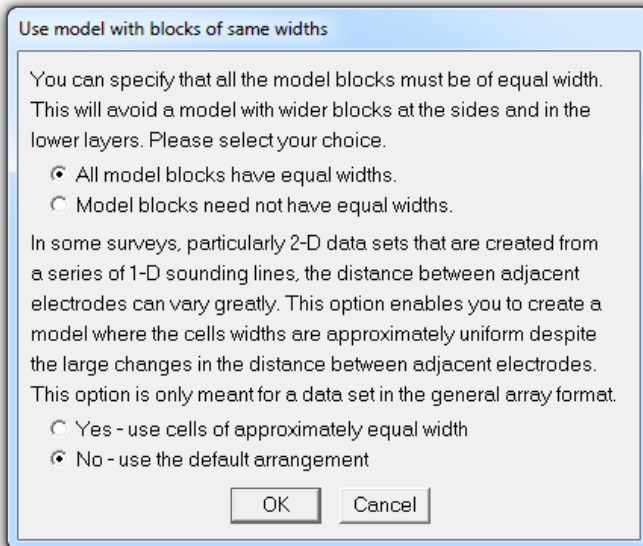 Use model with blocks of same widths
You can specify that all the model blocks must be of equal width.
This will avoid a model with wider blocks at the sides and in the
lower layers. Please select your choice.
All model blocks have equal widths.
Model blocks need not have equal widths.
In some surveys, particularly 2-D data sets that are created from
a series of 1-D sounding lines, the distance between adjacent
electrodes can vary greatly. This option enables you to create a
model where the cells widths are approximately uniform despite
the large changes in the distance between adjacent electrodes.
This option is only meant for a data set in the general array format.
Yes - use cells of approximately equal width
No - use the default arrangement
OK Cancel